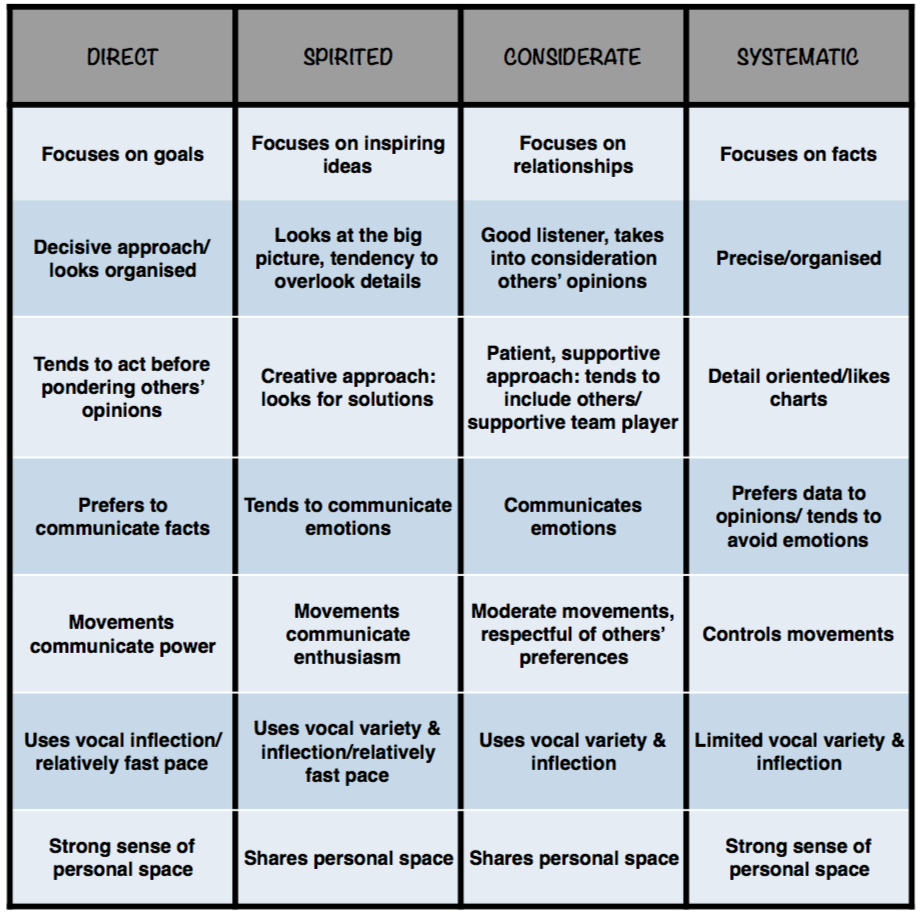 DIRECT
SPIRITED
CONSIDERATE
SYSTEMATIC
Focuses on goals
Focuses on inspiring
ideas
Focuses on
relationships
Focuses on facts
Decisive approach/
looks organised
Looks at the big
picture, tendency to
overlook details
Good listener, takes
into consideration
others’ opinions
Precise/organised
Tends to act before
pondering others’
opinions
Creative approach:
looks for solutions
Patient, supportive
approach: tends to
include others/
supportive team player
Detail oriented/likes
charts
Prefers to
communicate facts
Tends to communicate
emotions
Communicates
emotions
Prefers data to
opinions/ tends to
avoid emotions
Movements
communicate power
Movements
communicate
enthusiasm
Moderate movements,
respectful of others’
preferences
Controls movements
Uses vocal inflection/
relatively fast pace
Uses vocal variety &
inflection/relatively
fast pace
Uses vocal variety &
inflection
Limited vocal variety &
inflection
Strong sense of
personal space
Shares personal space
Shares personal space
Strong sense of
personal space